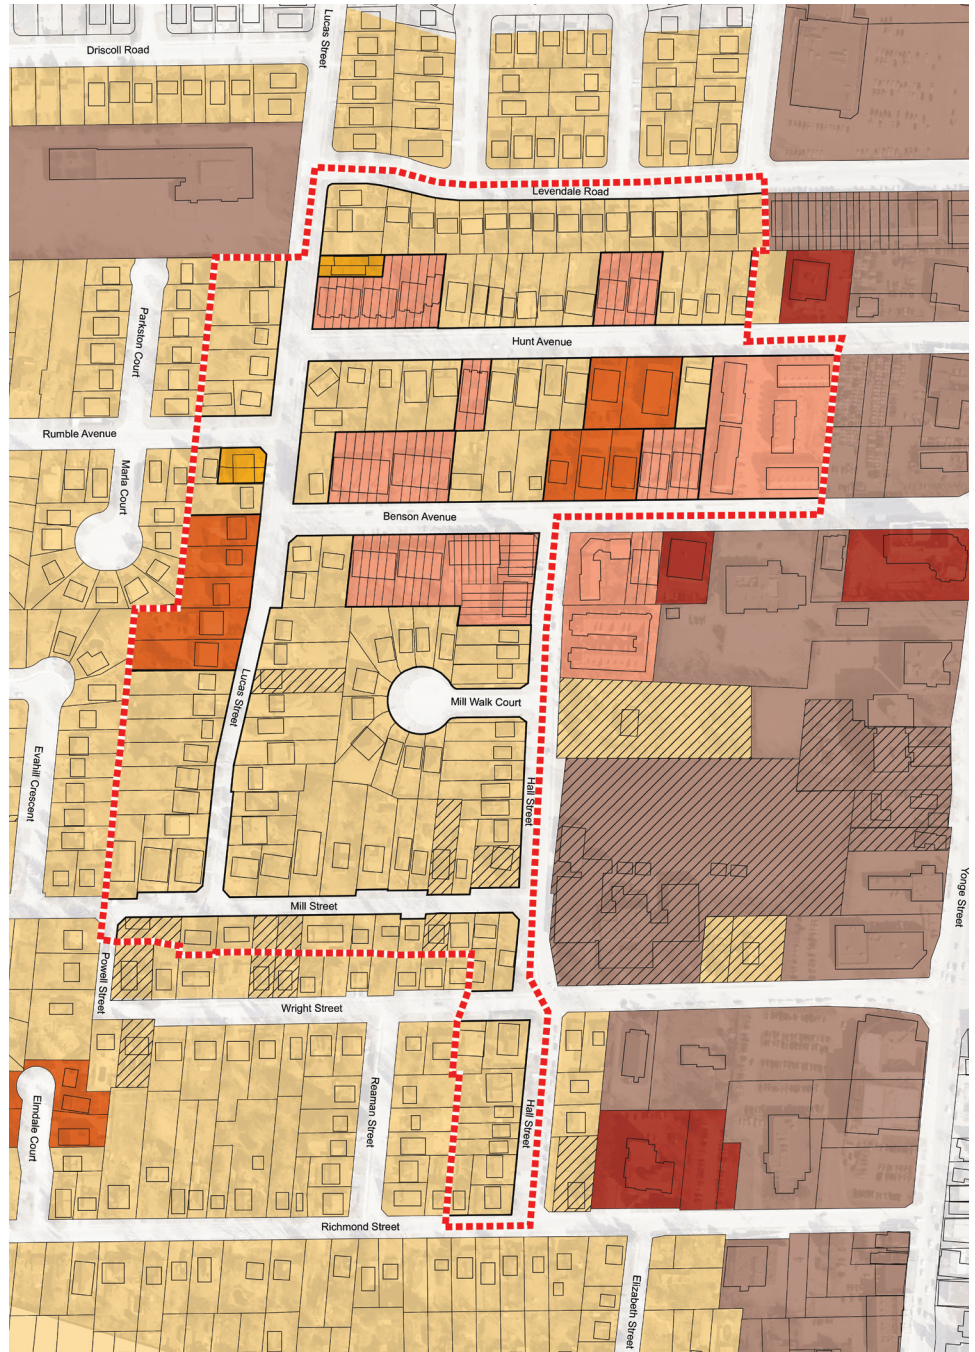 Driscoll Road
Lucas Street
Levendale Road
Parkston Court
Hunt Avenue
Rumble Avenue
Marla Court
Benson Avenue
Lucas Street
Mill Walk Court
Evahill Crescent
Hall Street
Yonge Street
Mill Street
Powell Street
Wright Street
Elmdale Court
Reaman Street
Hall Street
Richmond Street
Elizabeth Street